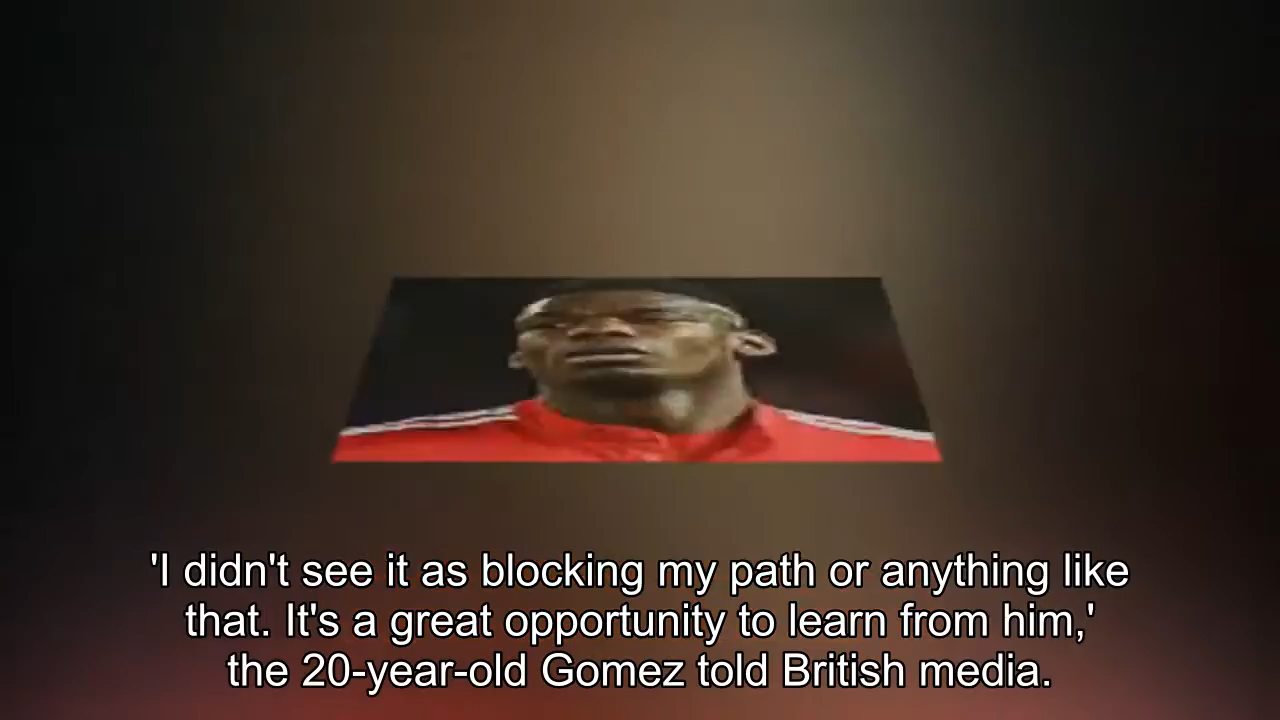 'I didn't see it as blocking my path or anything like
that. It's a great opportunity to learn from him,'
the 20-year-old Gomez told British media.